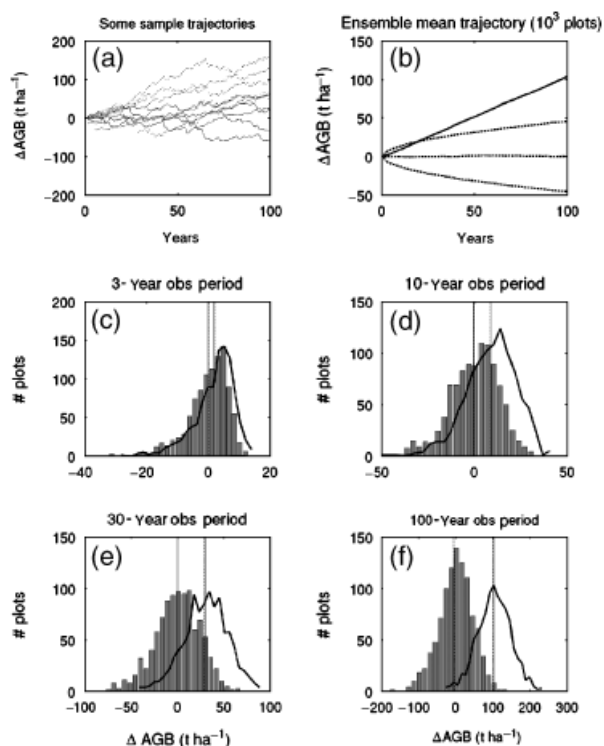 Some sample trajectories
Ensemble mean trajectory (10³ plots)
(a)
(b)
ΔAGB (t ha⁻¹)
200
150
100
50
0
−50
−100
−200
0
50
100
Years
ΔAGB (t ha⁻¹)
150
100
50
0
−50
0
50
100
Years
3- Year obs period
10- Year obs period
(c)
(d)
# plots
200
150
100
50
0
−40
−20
0
20
# plots
150
100
50
0
−50
0
50
30- Year obs period
100-Year obs period
(e)
(f)
# plots
150
100
50
0
−100
−50
0
50
100
Δ AGB (t ha⁻¹)
# plots
150
100
50
0
−200
−100
0
100
200
300
ΔAGB (t ha⁻¹)